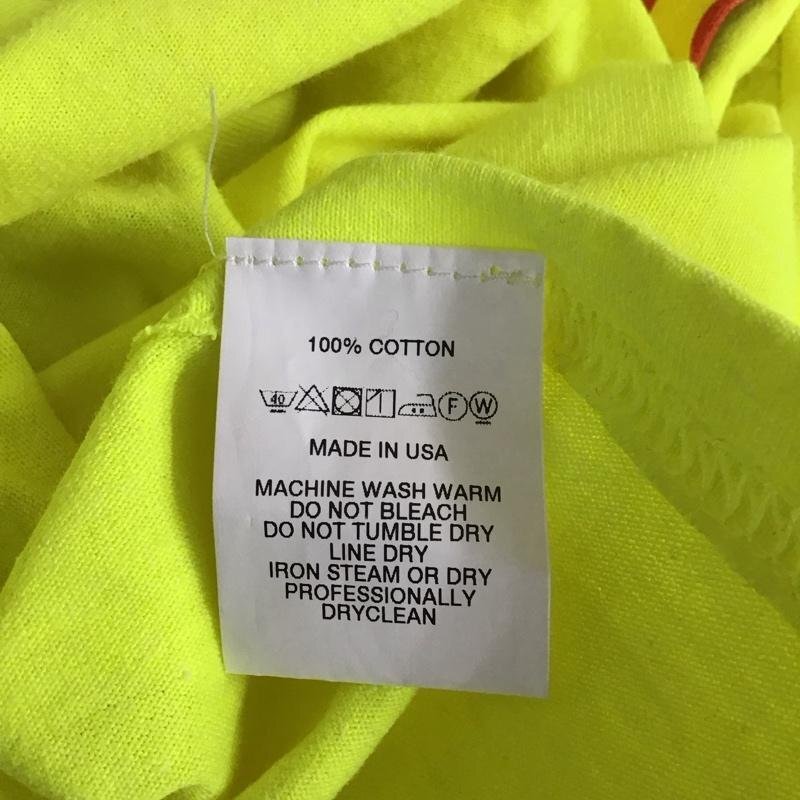 100% COTTON
40 F W
MADE IN USA
MACHINE WASH WARM
DO NOT BLEACH
DO NOT TUMBLE DRY
LINE DRY
IRON STEAM OR DRY
PROFESSIONALLY
DRYCLEAN